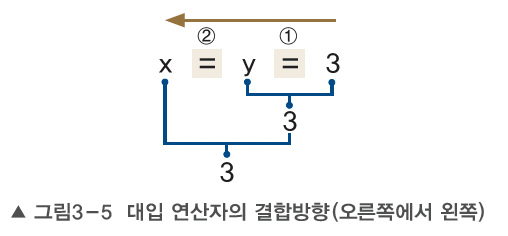 ② ①
x = y = 3
3
3
▲ 그림3-5 대입 연산자의 결합방향(오른쪽에서 왼쪽)